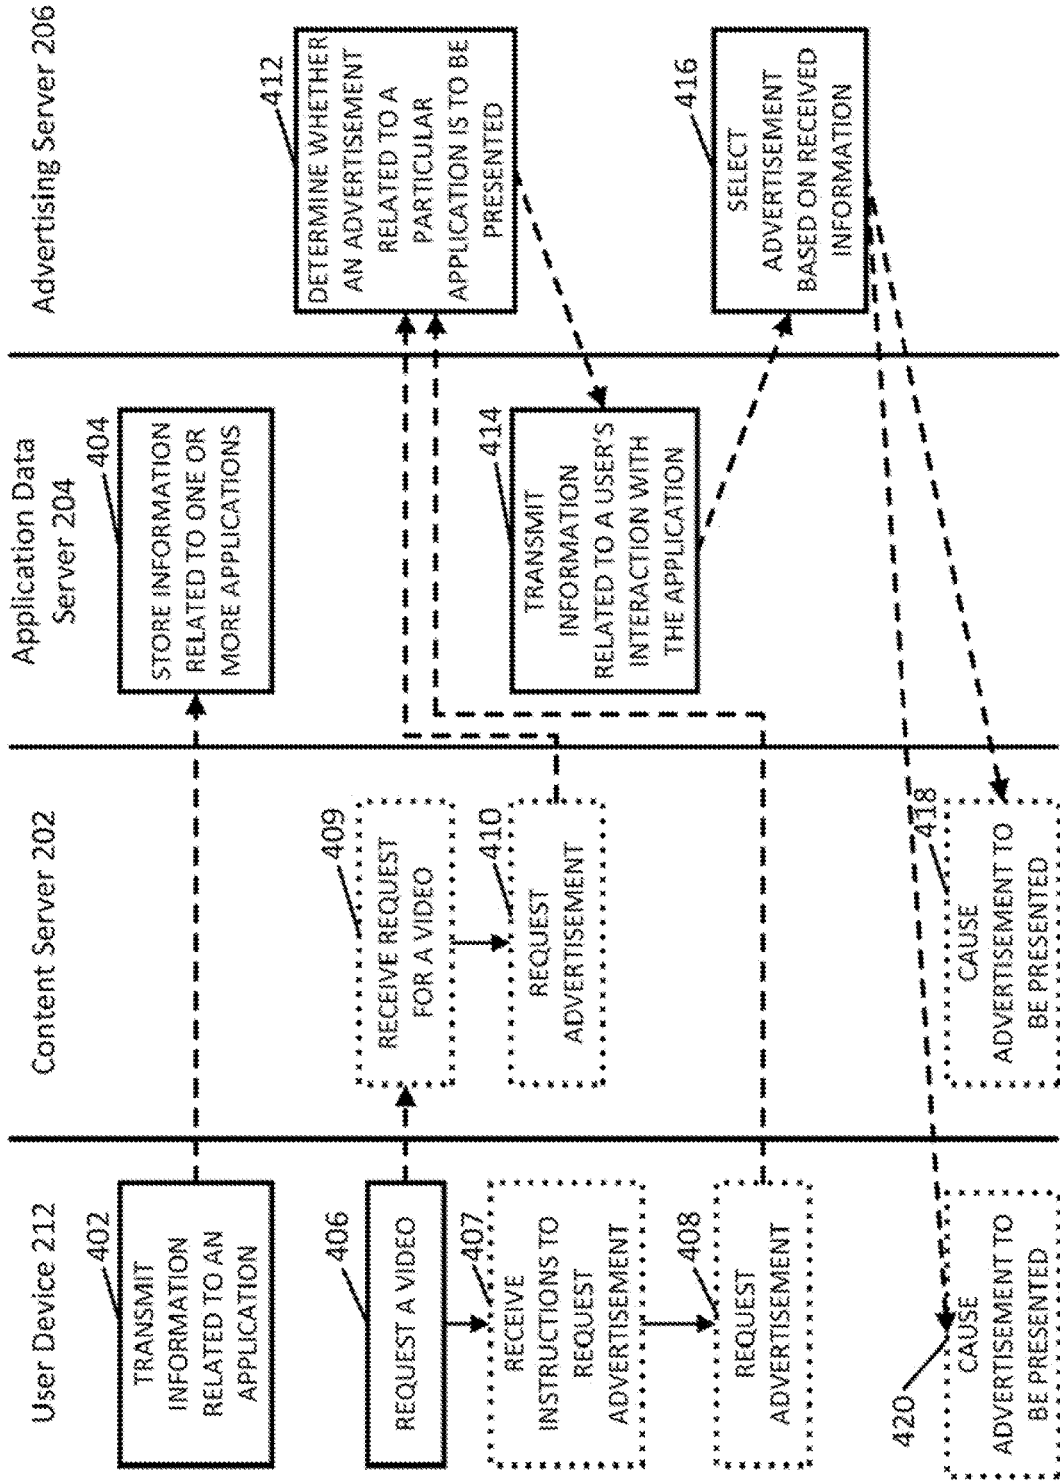 User Device 212
Content Server 202
Application Data
Server 204
Advertising Server 206
402
TRANSMIT
INFORMATION
RELATED TO AN
APPLICATION
404
STORE INFORMATION
RELATED TO ONE OR
MORE APPLICATIONS
406
REQUEST A VIDEO
407
RECEIVE
INSTRUCTIONS TO
REQUEST
ADVERTISEMENT
408
REQUEST
ADVERTISEMENT
409
RECEIVE REQUEST
FOR A VIDEO
410
REQUEST
ADVERTISEMENT
412
DETERMINE WHETHER
AN ADVERTISEMENT
RELATED TO A
PARTICULAR
APPLICATION IS TO BE
PRESENTED
414
TRANSMIT
INFORMATION
RELATED TO A USER'S
INTERACTION WITH
THE APPLICATION
416
SELECT
ADVERTISEMENT
BASED ON RECEIVED
INFORMATION
418
CAUSE
ADVERTISEMENT TO
BE PRESENTED
420
CAUSE
ADVERTISEMENT TO
BE PRESENTED